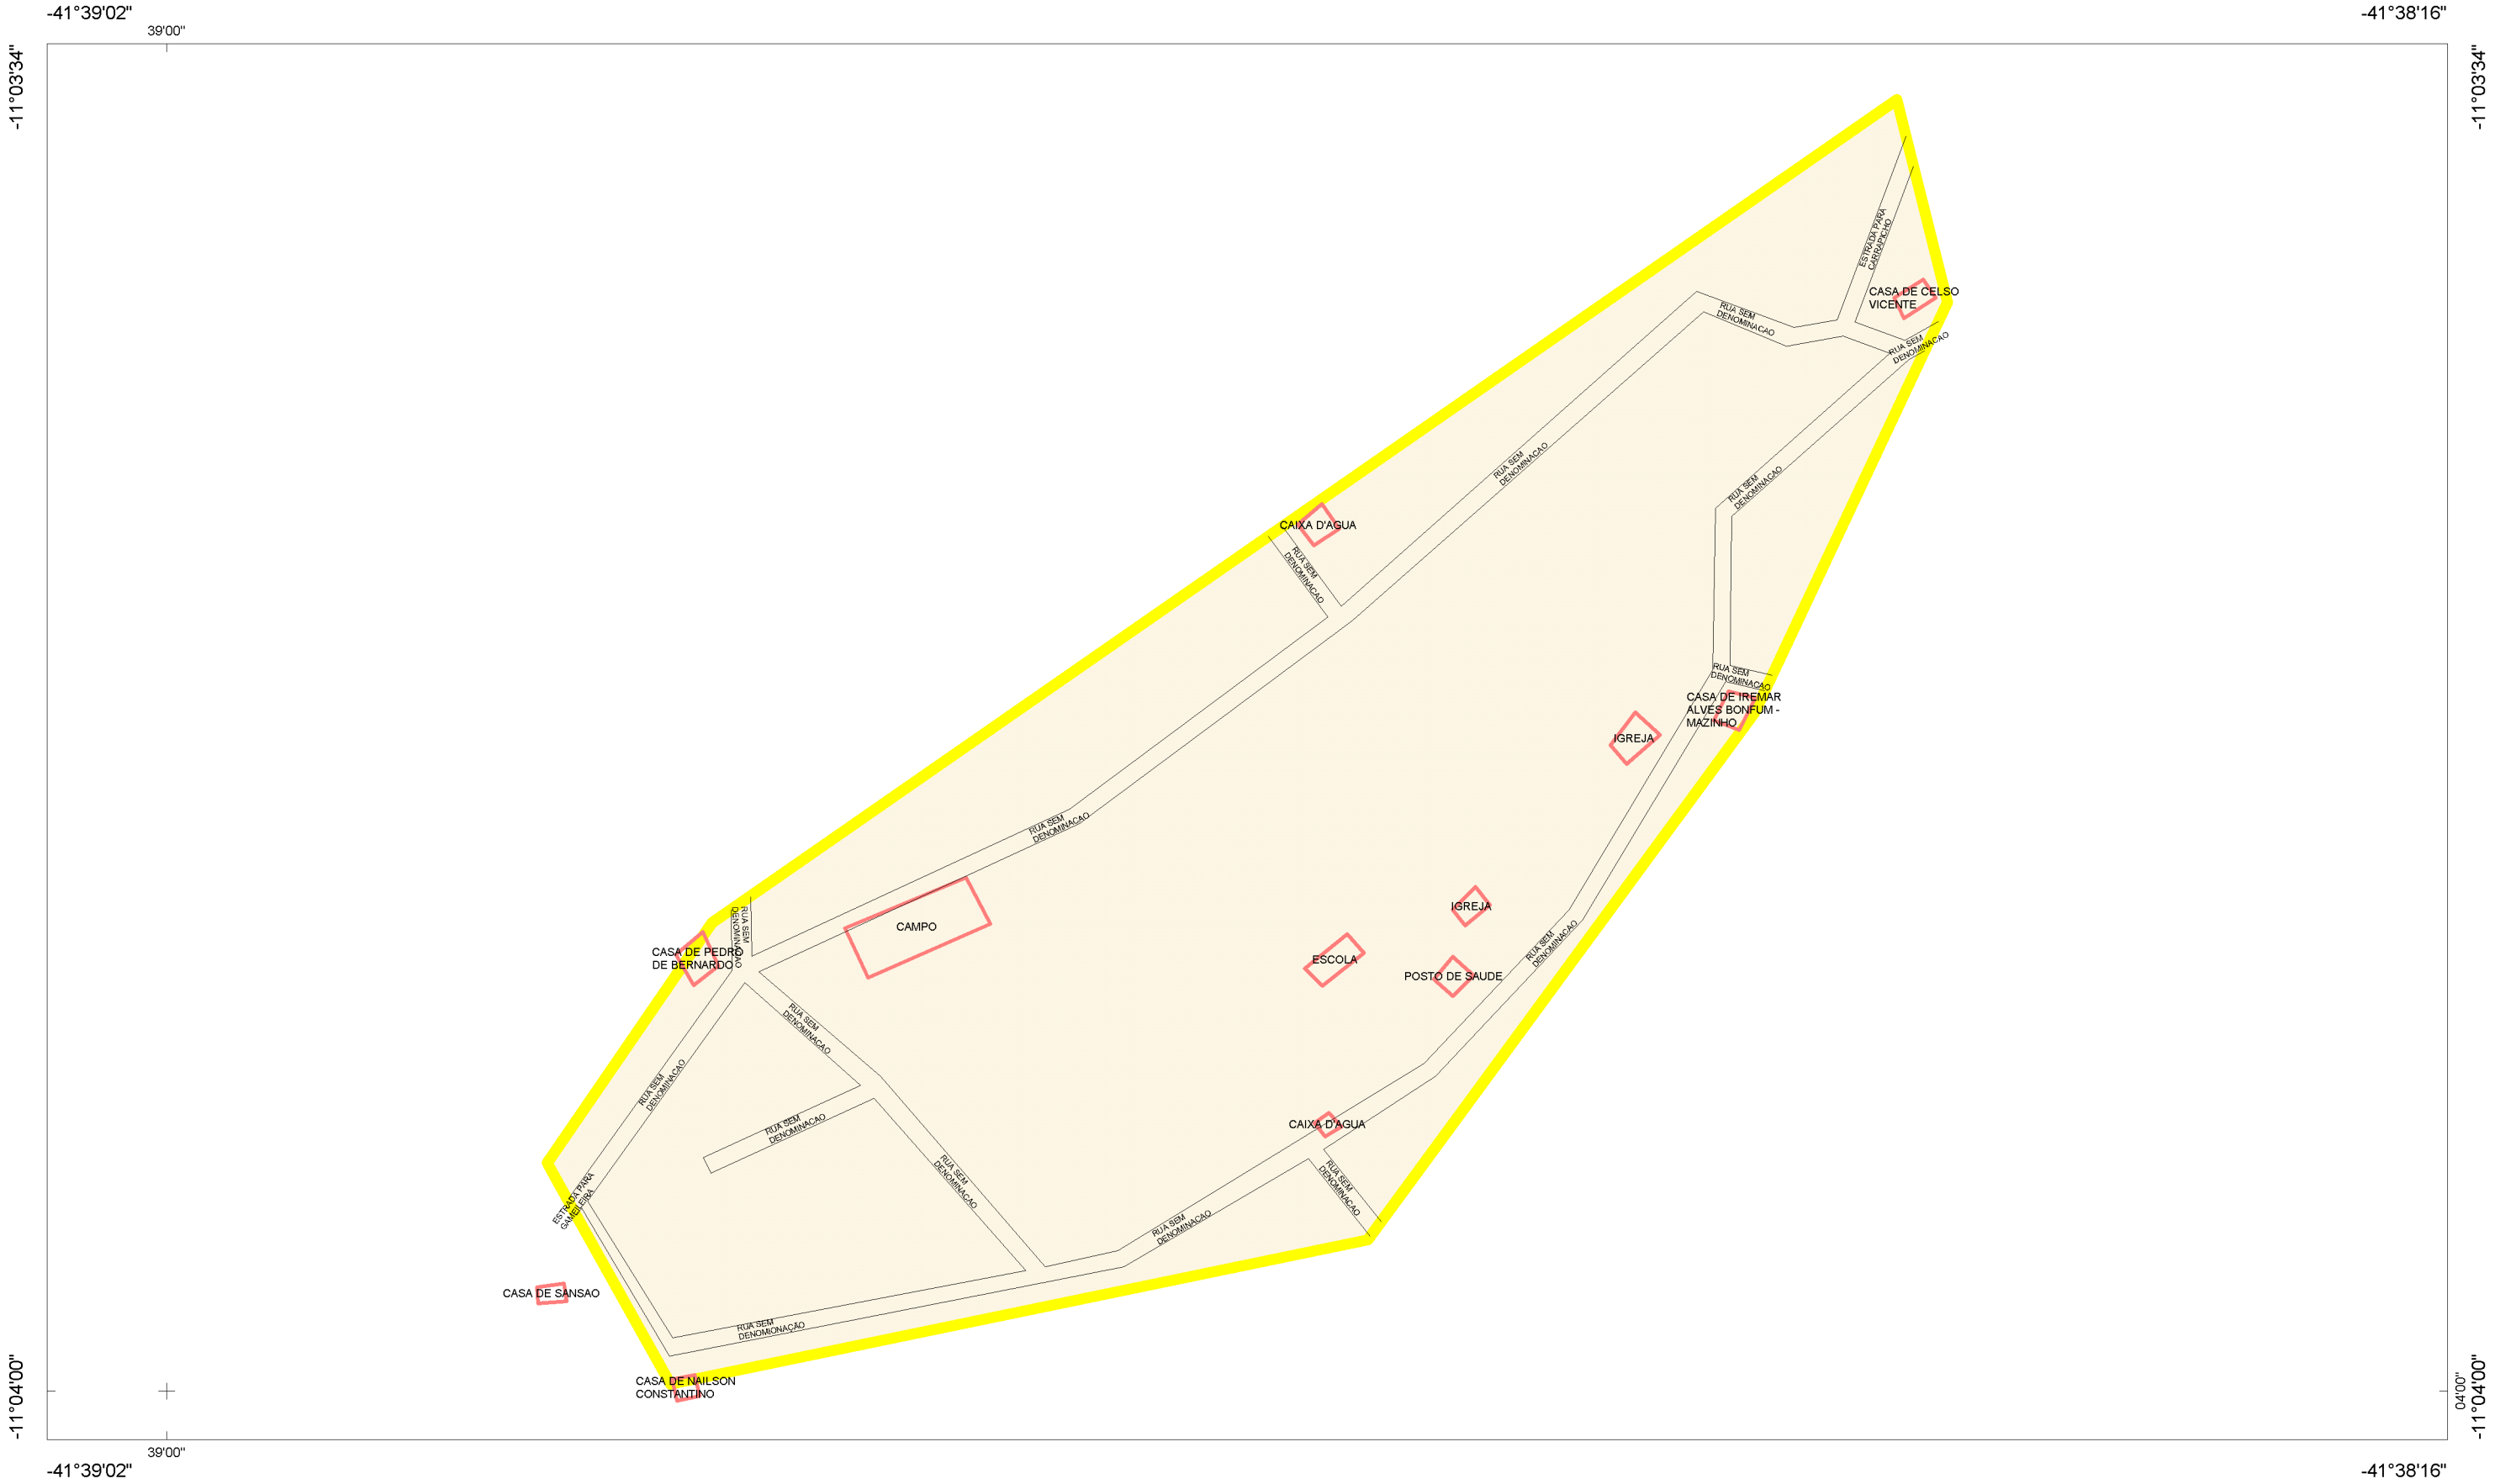 -41°39'02"
-41°38'16"
39'00"
-11°03'34"
-11°03'34"
ESTRADA PARA
CARRAPICHO
CASA DE CELSO
VICENTE
RUA SEM
DENOMINACAO
RUA SEM
DENOMINACAO
RUA SEM
DENOMINACAO
RUA SEM
DENOMINACAO
CAIXA D'AGUA
RUA SEM
DENOMINACAO
RUA SEM
DENOMINACAO
CASA DE IREMAR
ALVES BONFUM -
MAZINHO
IGREJA
RUA SEM
DENOMINACAO
IGREJA
CAMPO
RUA SEM
DENOMINACAO
CASA DE PEDRO
DE BERNARDO
ESCOLA
POSTO DE SAUDE
RUA SEM
DENOMINACAO
RUA SEM
DENOMINACAO
RUA SEM
DENOMINACAO
RUA SEM
DENOMINACAO
CAIXA D'AGUA
RUA SEM
DENOMINACAO
RUA SEM
DENOMINACAO
ESTRADA PARA
GAMELEIRA
RUA SEM
DENOMINACAO
CASA DE SANSAO
RUA SEM
DENOMIONAÇÃO
CASA DE NAILSON
CONSTANTINO
-11°04'00"
04'00"
-11°04'00"
39'00"
-41°39'02"
-41°38'16"